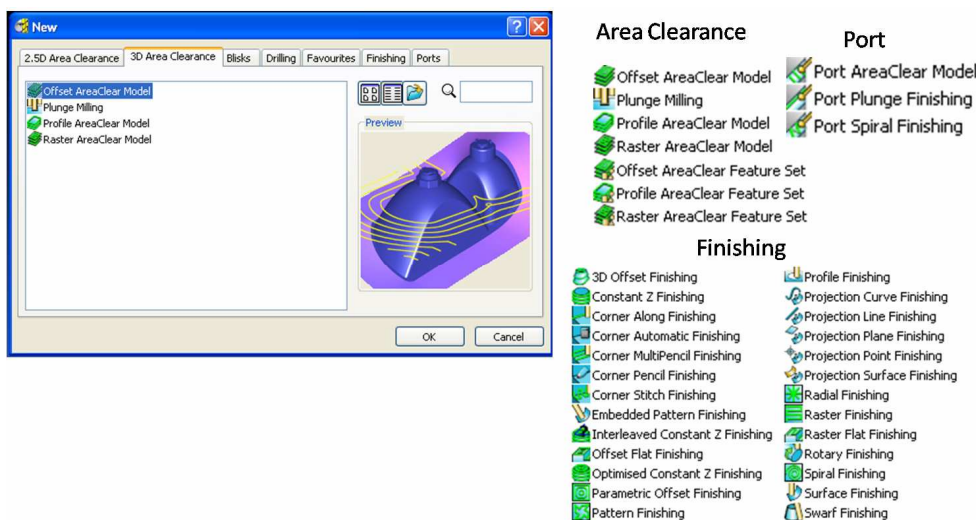 New
2.5D Area Clearance 3D Area Clearance Blisks Drilling Favourites Finishing Ports
Offset AreaClear Model
Plunge Milling
Profile AreaClear Model
Raster AreaClear Model
Preview
OK Cancel
Area Clearance
Offset AreaClear Model
Plunge Milling
Profile AreaClear Model
Raster AreaClear Model
Offset AreaClear Feature Set
Profile AreaClear Feature Set
Raster AreaClear Feature Set
Port
Port AreaClear Model
Port Plunge Finishing
Port Spiral Finishing
Finishing
3D Offset Finishing
Constant Z Finishing
Corner Along Finishing
Corner Automatic Finishing
Corner MultiPencil Finishing
Corner Pencil Finishing
Corner Stitch Finishing
Embedded Pattern Finishing
Interleaved Constant Z Finishing
Offset Flat Finishing
Optimised Constant Z Finishing
Parametric Offset Finishing
Pattern Finishing
Profile Finishing
Projection Curve Finishing
Projection Line Finishing
Projection Plane Finishing
Projection Point Finishing
Projection Surface Finishing
Radial Finishing
Raster Finishing
Raster Flat Finishing
Rotary Finishing
Spiral Finishing
Surface Finishing
Swarf Finishing